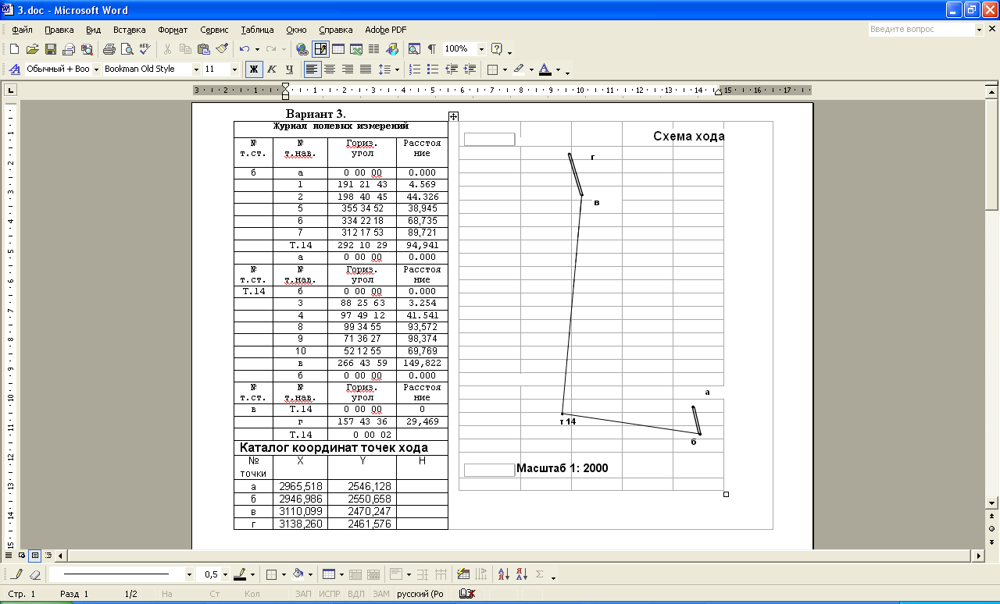 3.doc - Microsoft Word
Файл Правка Вид Вставка Формат Сервис Таблица Окно Справка Adobe PDF Введите вопрос
100%
Обычный + Boo Bookman Old Style 11 Ж К Ч
3 2 1 1 2 3 4 5 6 7 8 9 10 11 12 13 14 15 16 17
Вариант 3.
Журнал полевых измерений
№ т.ст. № т.нав. Гориз. угол Расстоя ние
б а 0 00 00 0.000
1 191 21 43 4.569
2 198 40 45 44.326
5 355 34 52 38,945
6 334 22 18 68,735
7 312 17 53 89,721
Т.14 292 10 29 94,941
а 0 00 00 0.000
№ т.ст. № т.нав. Гориз. угол Расстоя ние
Т.14 б 0 00 00 0.000
3 88 25 63 3.254
4 97 49 12 41.541
8 99 34 55 93,572
9 71 36 27 98,374
10 52 12 55 69,769
в 266 43 59 149,822
б 0 00 00 0.000
№ т.ст. № т.нав. Гориз. угол Расстоя ние
в Т.14 0 00 00 0
г 157 43 36 29,469
Т.14 0 00 02
Каталог координат точек хода
№ точки X Y H
а 2965,518 2546,128
б 2946,986 2550,658
в 3110,099 2470,247
г 3138,260 2461,576
Схема хода
г
в
а
т 14
б
Масштаб 1: 2000
0,5
Стр. 1 Разд 1 1/2 На Ст Кол ЗАП ИСПР ВДЛ ЗАМ русский (Ро